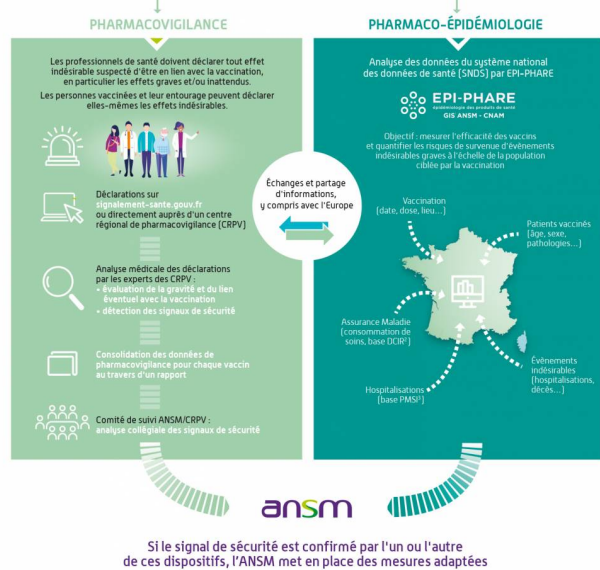 PHARMACOVIGILANCE
Les professionnels de santé doivent déclarer tout effet
indésirable suspecté d'être en lien avec la vaccination,
en particulier les effets graves et/ou inattendus.
Les personnes vaccinées et leur entourage peuvent déclarer
elles-mêmes les effets indésirables.
Déclarations sur
signalement-sante.gouv.fr
ou directement auprès d'un centre
régional de pharmacovigilance (CRPV)
Analyse médicale des déclarations
par les experts des CRPV :
• évaluation de la gravité et du lien
éventuel avec la vaccination
• détection des signaux de sécurité
Consolidation des données de
pharmacovigilance pour chaque vaccin
au travers d'un rapport
Comité de suivi ANSM/CRPV :
analyse collégiale des signaux de sécurité
Échanges et partage
d'informations,
y compris avec l'Europe
PHARMACO-ÉPIDÉMIOLOGIE
Analyse des données du système national
des données de santé (SNDS) par EPI-PHARE
EPI-PHARE
épidémiologie des produits de santé
GIS ANSM - CNAM
Objectif : mesurer l'efficacité des vaccins
et quantifier les risques de survenue d'évènements
indésirables graves à l'échelle de la population
ciblée par la vaccination
Vaccination
(date, dose, lieu...)
Patients vaccinés
(âge, sexe,
pathologies...)
Assurance Maladie
(consommation de
soins, base DCIR²)
Évènements
indésirables
(hospitalisations,
décès...)
Hospitalisations
(base PMSI³)
ansm
Si le signal de sécurité est confirmé par l'un ou l'autre
de ces dispositifs, l'ANSM met en place des mesures adaptées